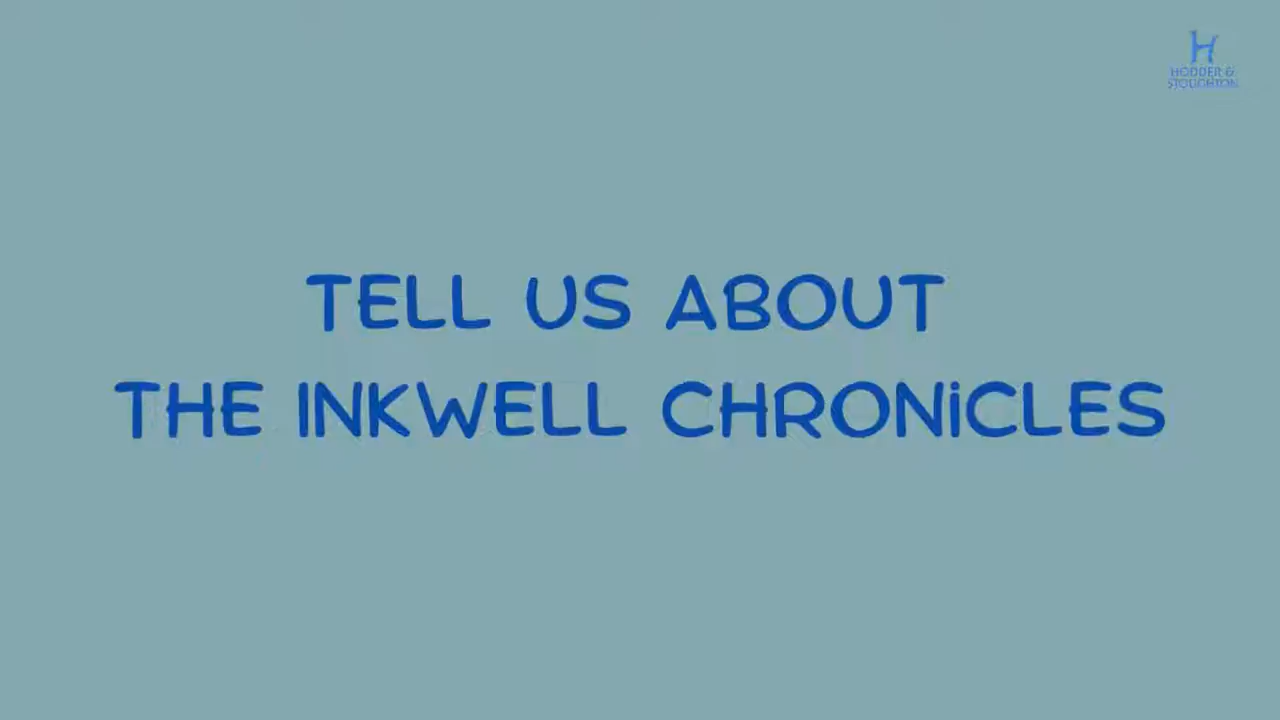 H
HODDER &
STOUGHTON
TELL US ABOUT
THE INKWELL CHRONiCLES